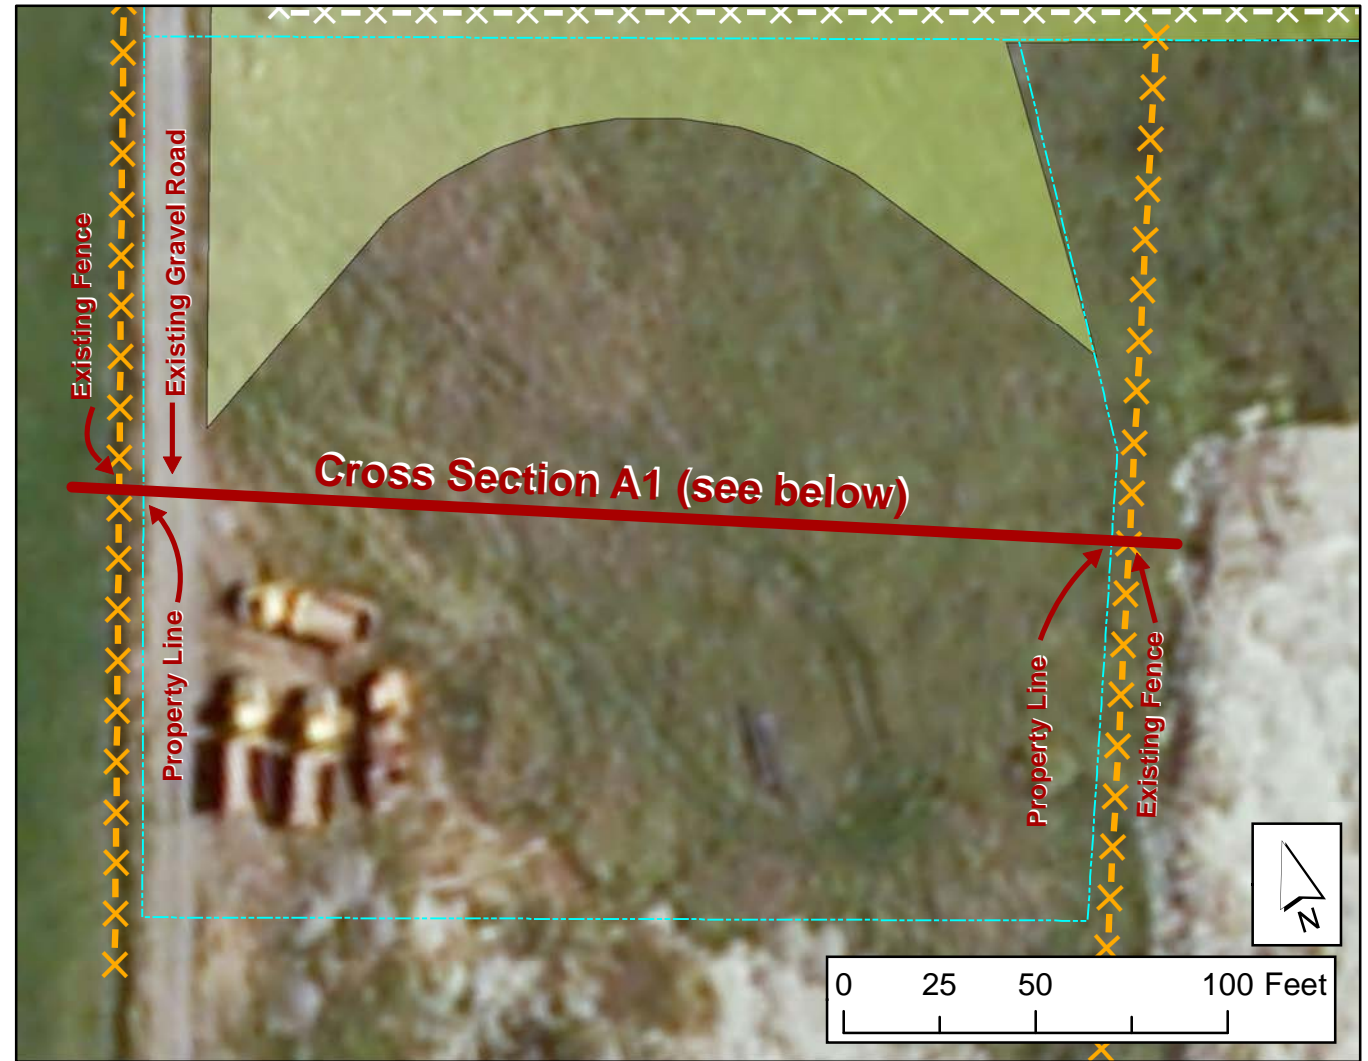 Existing Fence
Existing Gravel Road
Cross Section A1 (see below)
Property Line
Property Line
Existing Fence
N
0 25 50 100 Feet